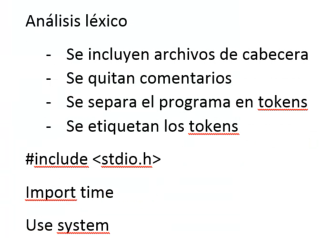 Análisis léxico
- Se incluyen archivos de cabecera
- Se quitan comentarios
- Se separa el programa en tokens
- Se etiquetan los tokens
#include <stdio.h>
Import time
Use system